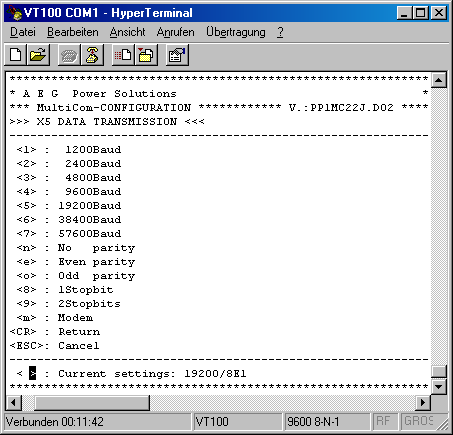 VT100 COM1 - HyperTerminal
Datei Bearbeiten Ansicht Anrufen Übertragung ?
******************************************************************
* A E G  Power Solutions                                         *
*** MultiCom-CONFIGURATION ************ V.:PP1MC22J.D02 ****
>>> X5 DATA TRANSMISSION <<<
------------------------------------------------------------------
<1> :  1200Baud
<2> :  2400Baud
<3> :  4800Baud
<4> :  9600Baud
<5> : 19200Baud
<6> : 38400Baud
<7> : 57600Baud
<n> : No   parity
<e> : Even parity
<o> : Odd  parity
<8> : 1Stopbit
<9> : 2Stopbits
<m> : Modem
<CR> : Return
<ESC>: Cancel
------------------------------------------------------------------
< > : Current settings: 19200/8E1
******************************************************************
Verbunden 00:11:42 VT100 9600 8-N-1 RF GROS